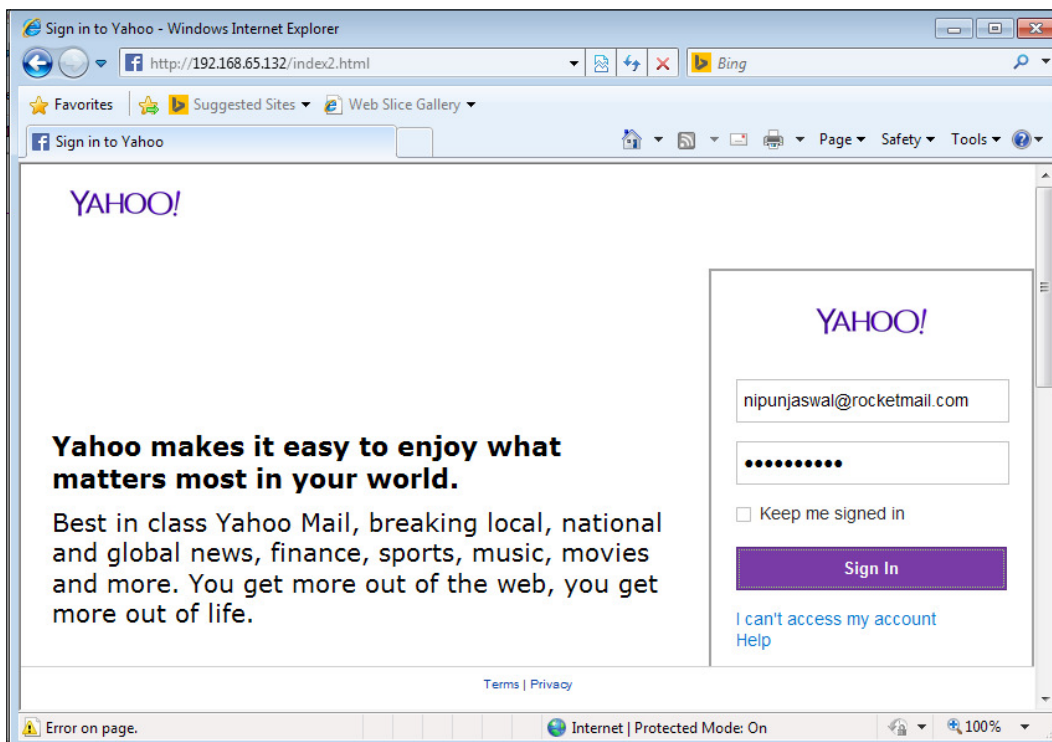 Sign in to Yahoo - Windows Internet Explorer
http://192.168.65.132/index2.html
Bing
Favorites
Suggested Sites
Web Slice Gallery
Sign in to Yahoo
Page
Safety
Tools
YAHOO!
YAHOO!
nipunjaswal@rocketmail.com
••••••••••
Keep me signed in
Sign In
I can't access my account
Help
Yahoo makes it easy to enjoy what
matters most in your world.
Best in class Yahoo Mail, breaking local, national
and global news, finance, sports, music, movies
and more. You get more out of the web, you get
more out of life.
Terms | Privacy
Error on page.
Internet | Protected Mode: On
100%